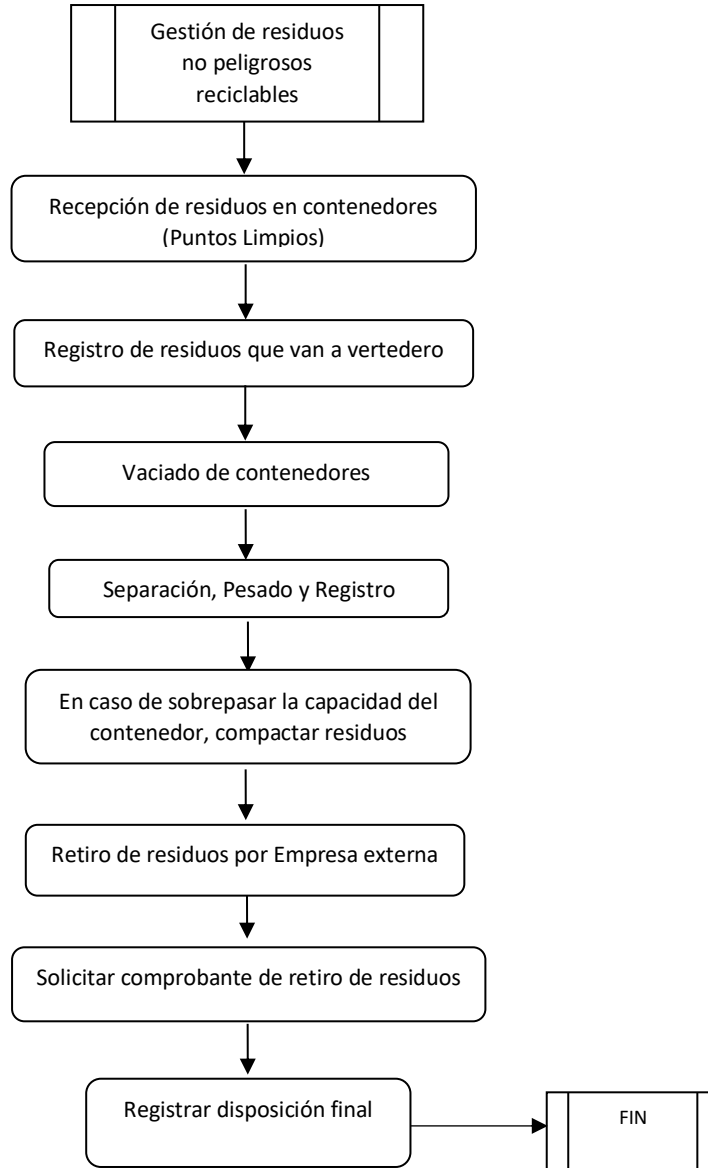 Gestión de residuos
no peligrosos
reciclables
Recepción de residuos en contenedores
(Puntos Limpios)
Registro de residuos que van a vertedero
Vaciado de contenedores
Separación, Pesado y Registro
En caso de sobrepasar la capacidad del
contenedor, compactar residuos
Retiro de residuos por Empresa externa
Solicitar comprobante de retiro de residuos
Registrar disposición final
FIN